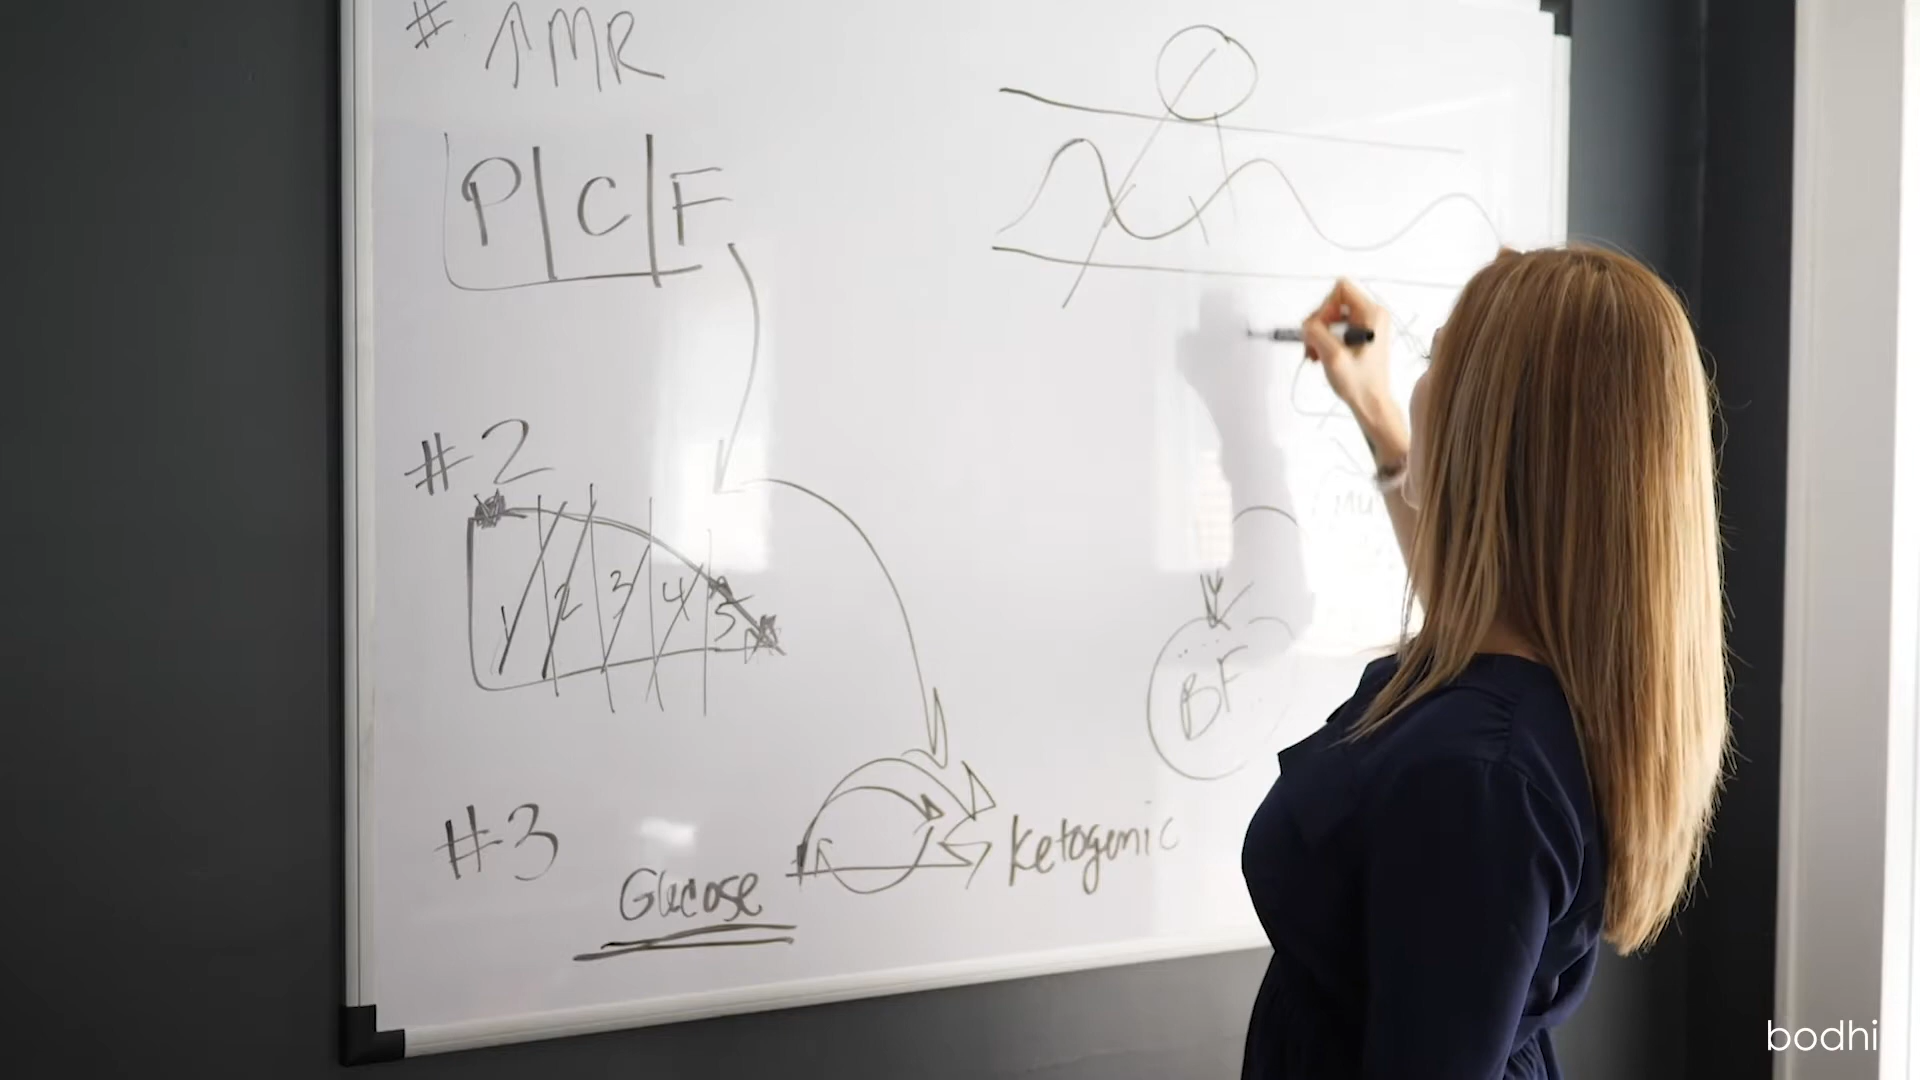 # ↑MR
P | C | F
#2
1 2 3 4 5
BF
#3
Glucose
Ketogenic
bodhi